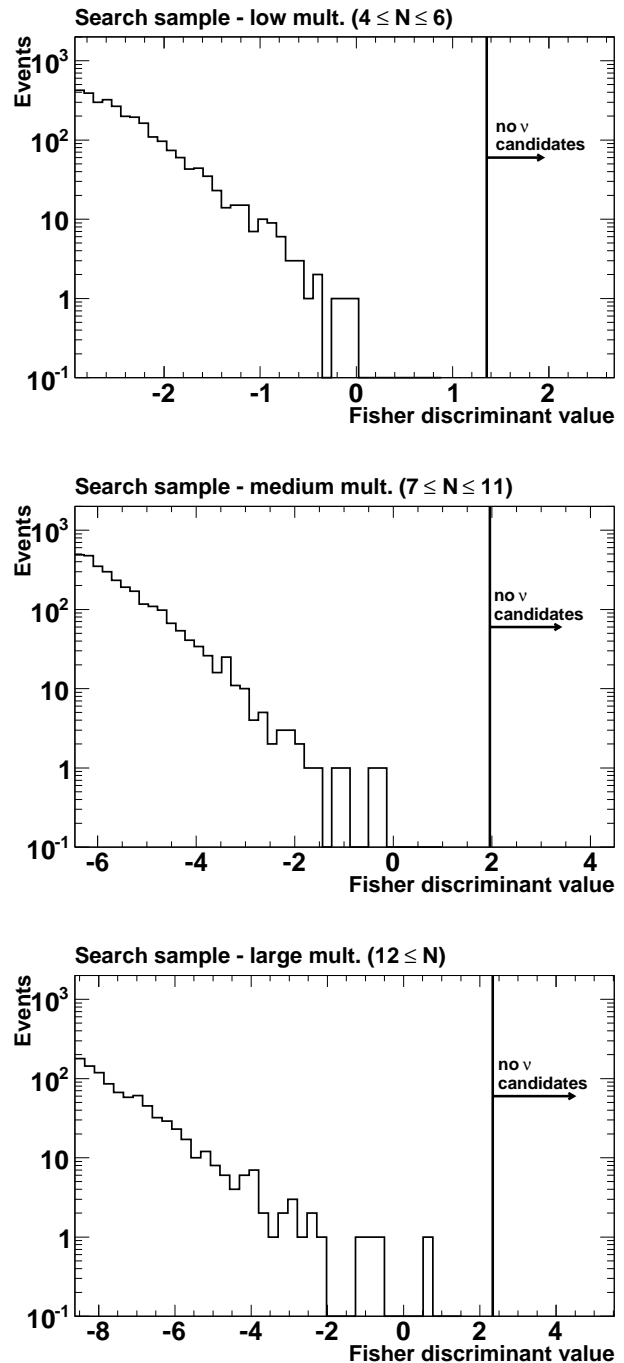 Search sample - low mult. (4 ≤ N ≤ 6)
Events
10³
10²
10
1
10⁻¹
no ν
candidates
-2 -1 0 1 2
Fisher discriminant value
Search sample - medium mult. (7 ≤ N ≤ 11)
Events
10³
10²
10
1
10⁻¹
no ν
candidates
-6 -4 -2 0 2 4
Fisher discriminant value
Search sample - large mult. (12 ≤ N)
Events
10³
10²
10
1
10⁻¹
no ν
candidates
-8 -6 -4 -2 0 2 4
Fisher discriminant value